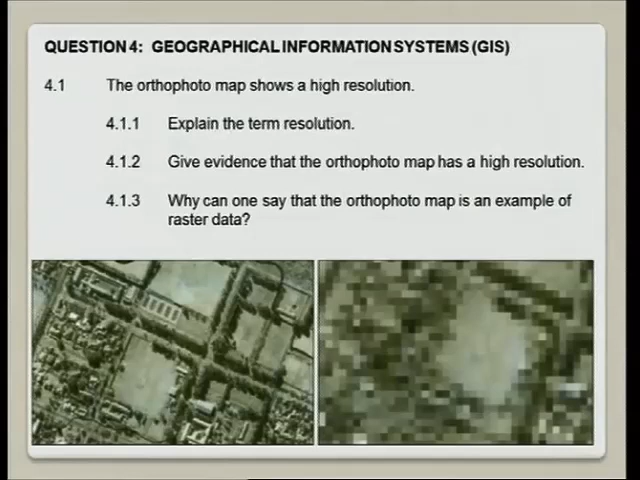 QUESTION 4: GEOGRAPHICAL INFORMATION SYSTEMS (GIS)
4.1 The orthophoto map shows a high resolution.
4.1.1 Explain the term resolution.
4.1.2 Give evidence that the orthophoto map has a high resolution.
4.1.3 Why can one say that the orthophoto map is an example of
raster data?